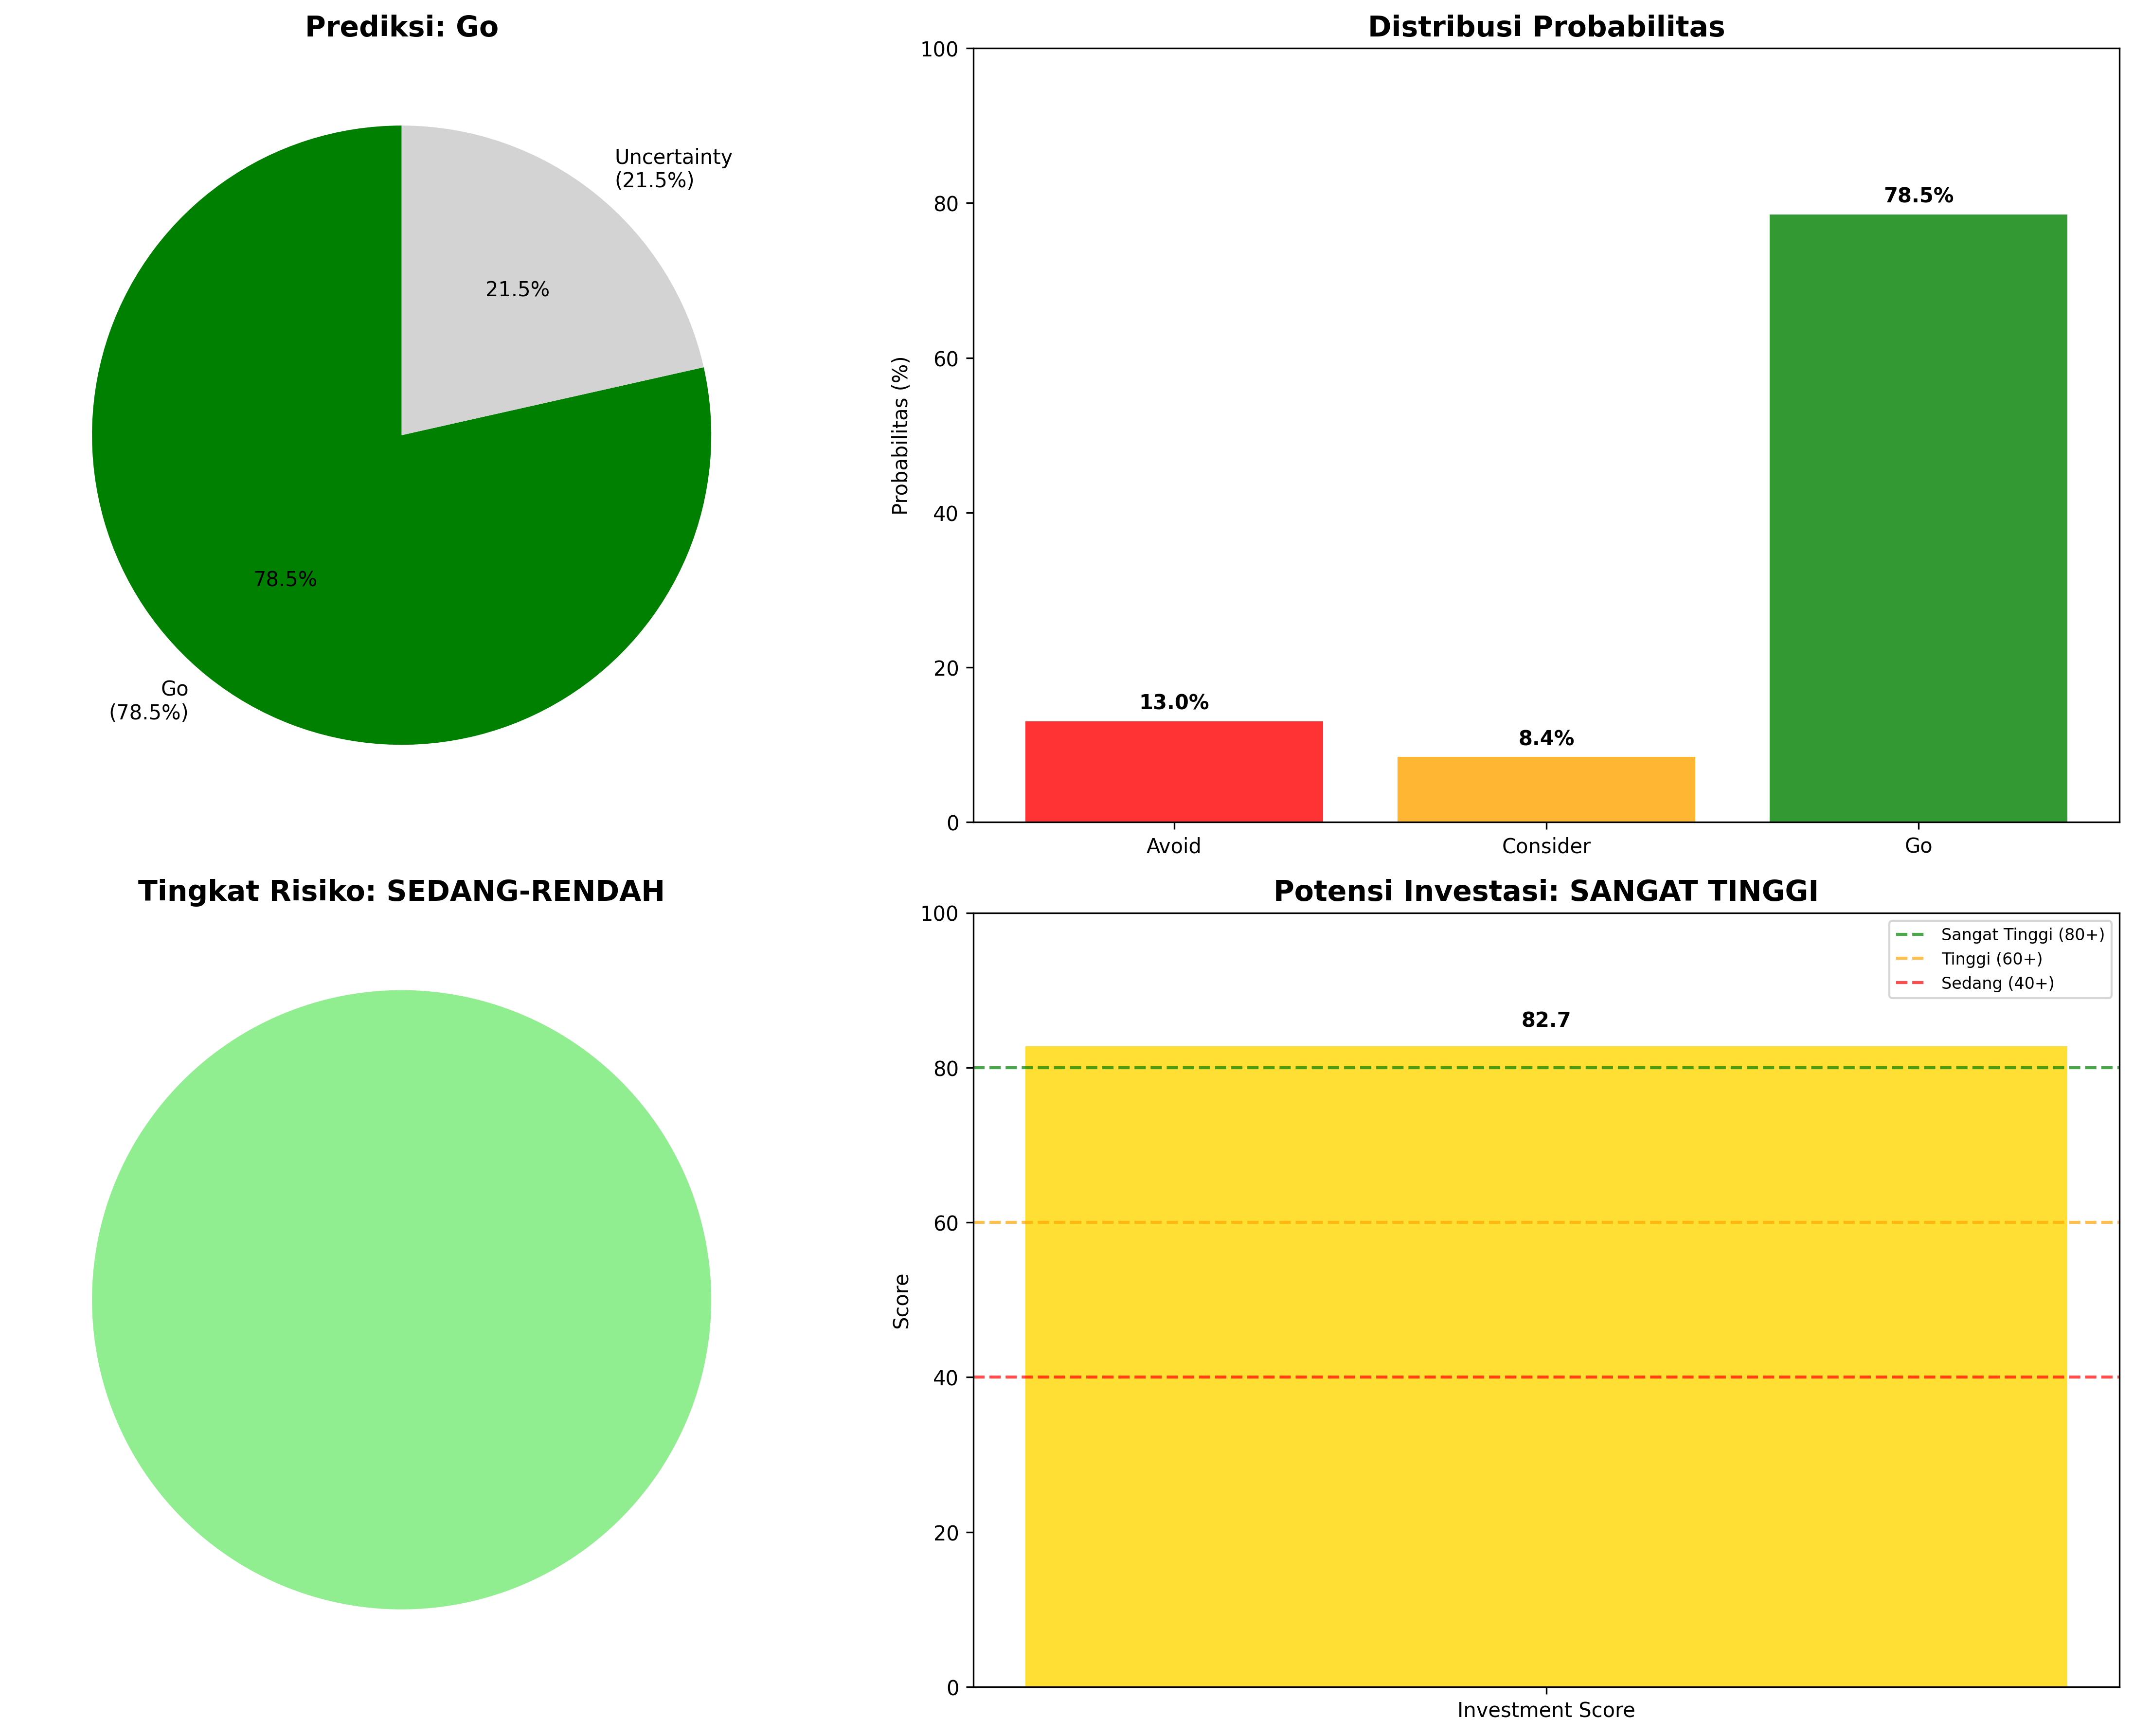 Prediksi: Go
Uncertainty
(21.5%)
21.5%
78.5%
Go
(78.5%)
Distribusi Probabilitas
Probabilitas (%)
100
80
60
40
20
0
13.0%
8.4%
78.5%
Avoid
Consider
Go
Tingkat Risiko: SEDANG-RENDAH
Potensi Investasi: SANGAT TINGGI
Score
100
80
60
40
20
0
Sangat Tinggi (80+)
Tinggi (60+)
Sedang (40+)
82.7
Investment Score